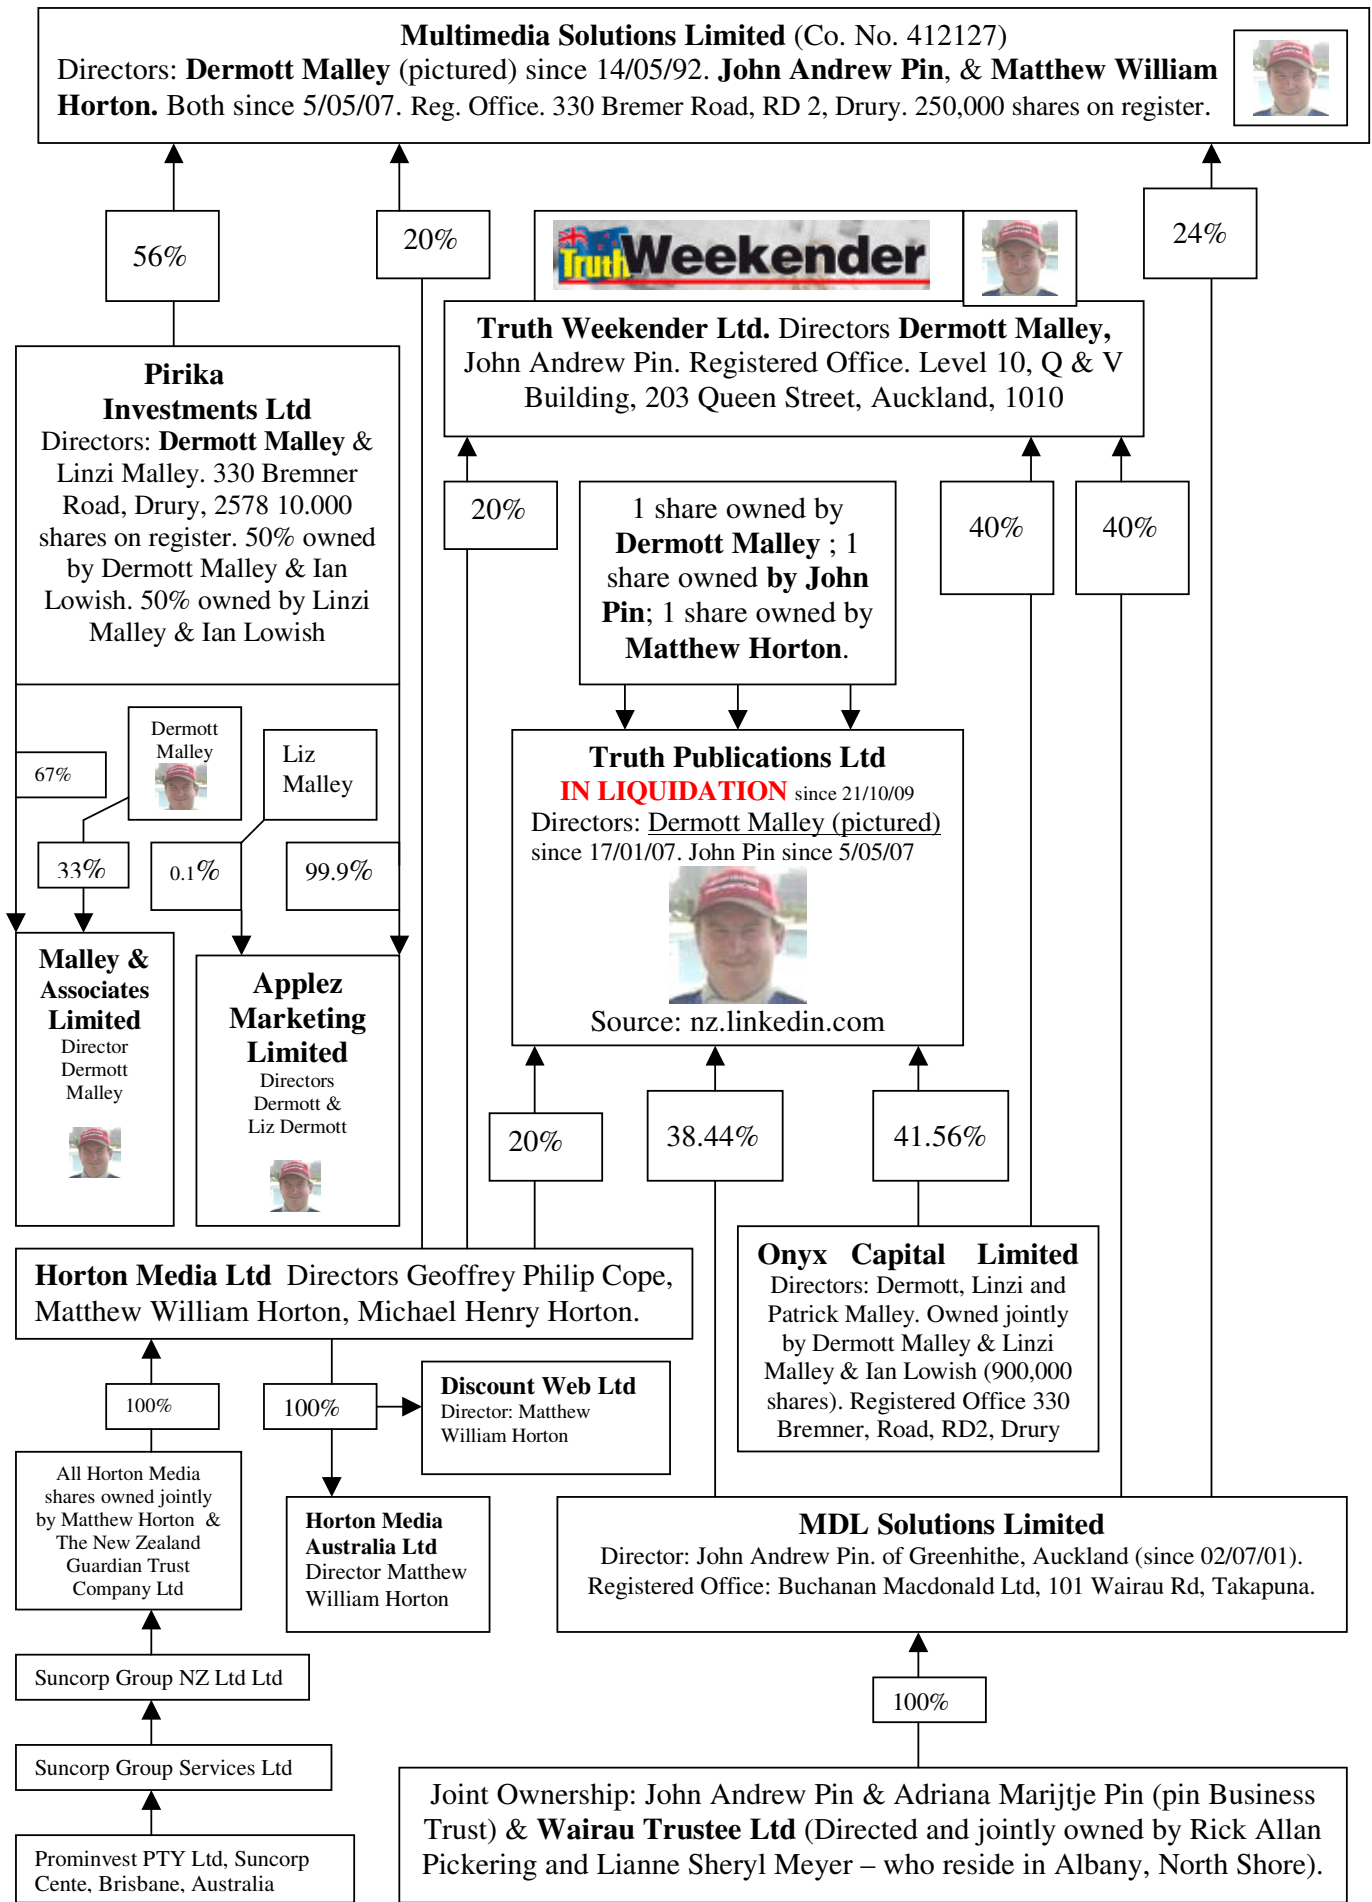 Multimedia Solutions Limited (Co. No. 412127)
Directors: Dermott Malley (pictured) since 14/05/92. John Andrew Pin, & Matthew William
Horton. Both since 5/05/07. Reg. Office. 330 Bremer Road, RD 2, Drury. 250,000 shares on register.
56%
20%
24%
Truth Weekender
Truth Weekender Ltd. Directors Dermott Malley,
John Andrew Pin. Registered Office. Level 10, Q & V
Building, 203 Queen Street, Auckland, 1010
Pirika
Investments Ltd
Directors: Dermott Malley &
Linzi Malley. 330 Bremner
Road, Drury, 2578 10.000
shares on register. 50% owned
by Dermott Malley & Ian
Lowish. 50% owned by Linzi
Malley & Ian Lowish
20%
1 share owned by
Dermott Malley ; 1
share owned by John
Pin; 1 share owned by
Matthew Horton.
40%
40%
67%
Dermott
Malley
Liz
Malley
33%
0.1%
99.9%
Truth Publications Ltd
IN LIQUIDATION since 21/10/09
Directors: Dermott Malley (pictured)
since 17/01/07. John Pin since 5/05/07
Source: nz.linkedin.com
Malley &
Associates
Limited
Director
Dermott
Malley
Applez
Marketing
Limited
Directors
Dermott &
Liz Dermott
20%
38.44%
41.56%
Horton Media Ltd Directors Geoffrey Philip Cope,
Matthew William Horton, Michael Henry Horton.
Onyx Capital Limited
Directors: Dermott, Linzi and
Patrick Malley. Owned jointly
by Dermott Malley & Linzi
Malley & Ian Lowish (900,000
shares). Registered Office 330
Bremner, Road, RD2, Drury
100%
100%
Discount Web Ltd
Director: Matthew
William Horton
All Horton Media
shares owned jointly
by Matthew Horton &
The New Zealand
Guardian Trust
Company Ltd
Horton Media
Australia Ltd
Director Matthew
William Horton
MDL Solutions Limited
Director: John Andrew Pin. of Greenhithe, Auckland (since 02/07/01).
Registered Office: Buchanan Macdonald Ltd, 101 Wairau Rd, Takapuna.
Suncorp Group NZ Ltd Ltd
100%
Suncorp Group Services Ltd
Joint Ownership: John Andrew Pin & Adriana Marijtje Pin (pin Business
Trust) & Wairau Trustee Ltd (Directed and jointly owned by Rick Allan
Pickering and Lianne Sheryl Meyer – who reside in Albany, North Shore).
Prominvest PTY Ltd, Suncorp
Cente, Brisbane, Australia